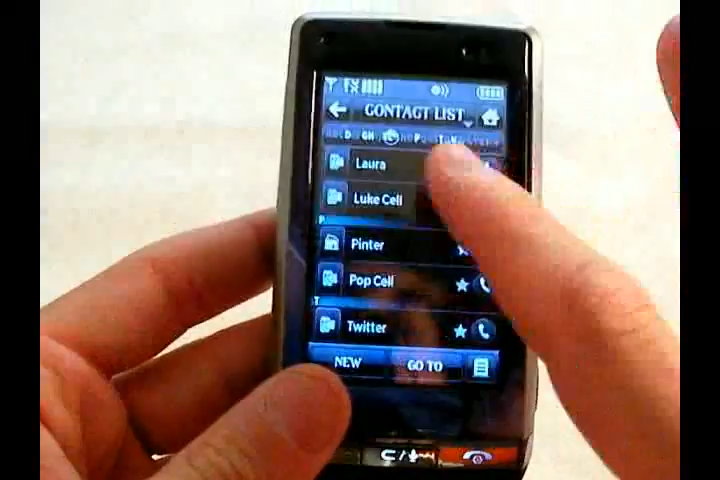 CONTACT LIST
Laura
Luke Cell
P
Pinter
Pop Cell
T
Twitter
NEW GO TO